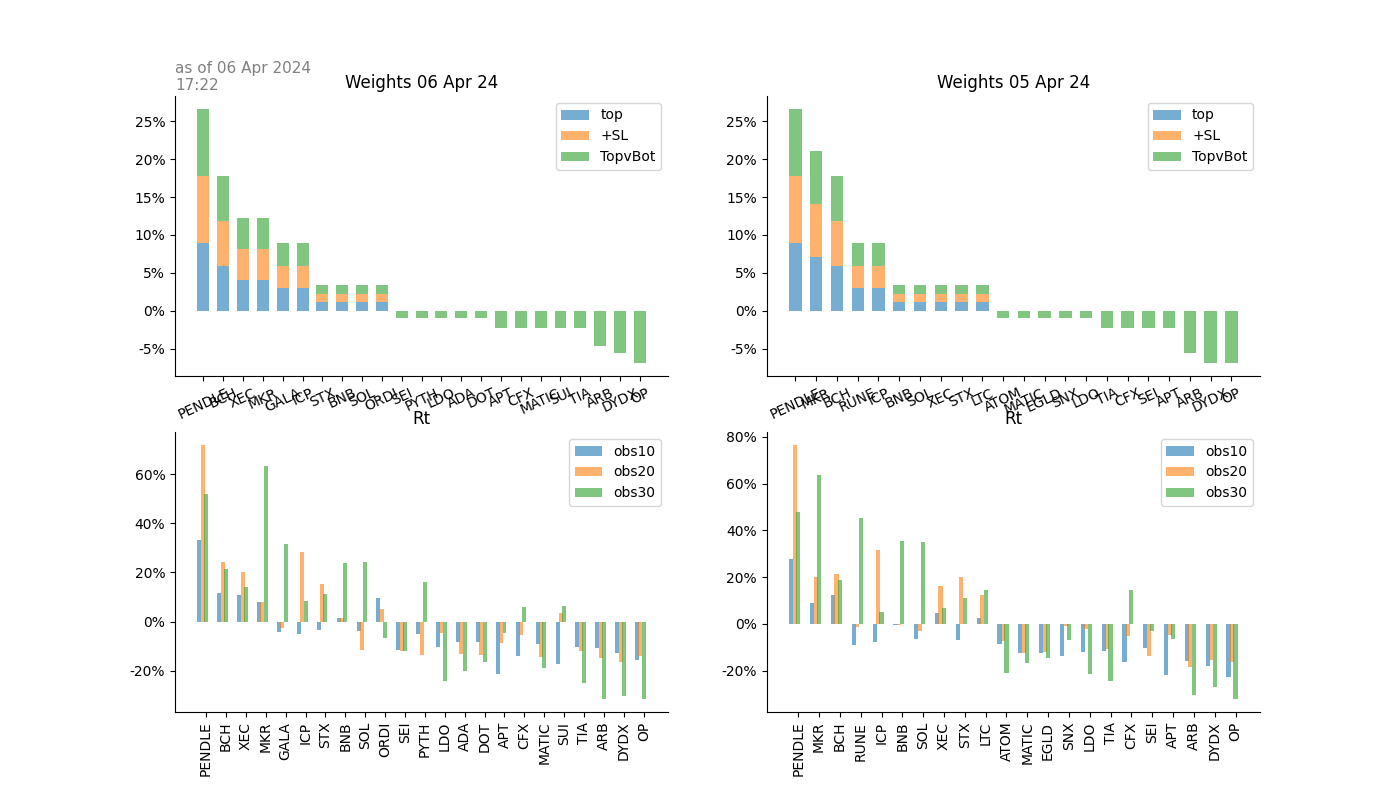 as of 06 Apr 2024
17:22
Weights 06 Apr 24
25%
20%
15%
10%
5%
0%
-5%
top
+SL
TopvBot
PENDLE BCH XEC MKR GALA ICP STX BNB SOL ORDI SEI PYTH LDO ADA DOT APT CFX MATIC SUI TIA ARB DYDX OP
Weights 05 Apr 24
25%
20%
15%
10%
5%
0%
-5%
top
+SL
TopvBot
PENDLE MKR BCH RUNE ICP BNB SOL XEC STX LTC ATOM MATIC EGLD SNX LDO TIA CFX SEI APT ARB DYDX OP
Rt
60%
40%
20%
0%
-20%
obs10
obs20
obs30
PENDLE BCH XEC MKR GALA ICP STX BNB SOL ORDI SEI PYTH LDO ADA DOT APT CFX MATIC SUI TIA ARB DYDX OP
Rt
80%
60%
40%
20%
0%
-20%
obs10
obs20
obs30
PENDLE MKR BCH RUNE ICP BNB SOL XEC STX LTC ATOM MATIC EGLD SNX LDO TIA CFX SEI APT ARB DYDX OP